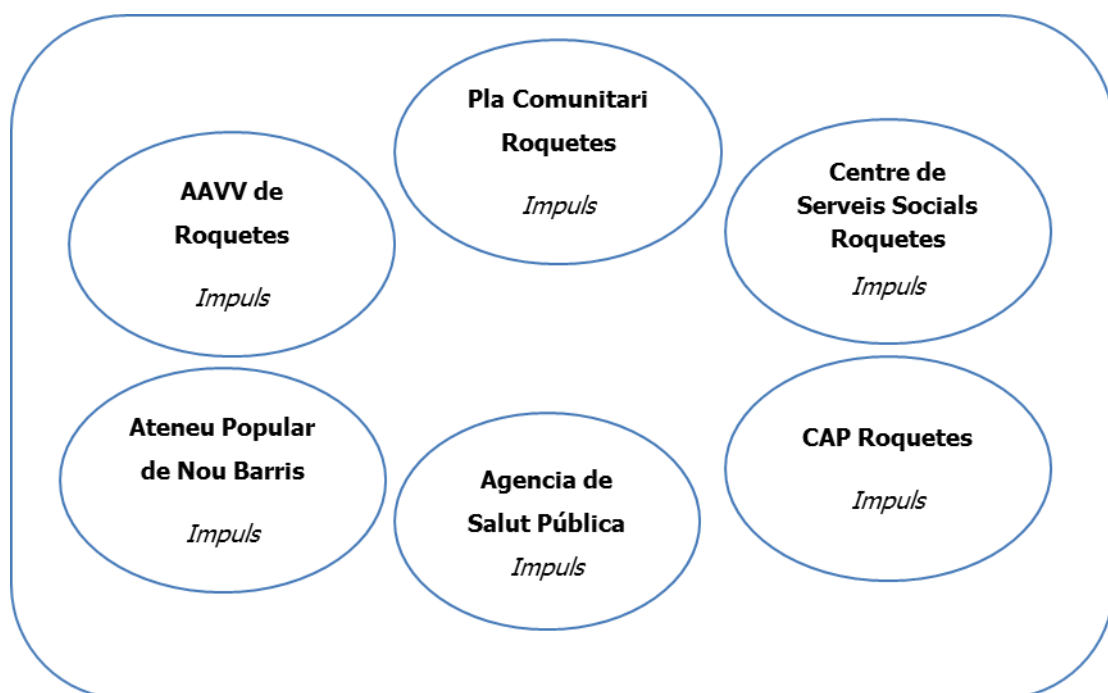 Pla Comunitari
Roquetes
Impuls
AAVV de
Roquetes
Impuls
Centre de
Serveis Socials
Roquetes
Impuls
Ateneu Popular
de Nou Barris
Impuls
Agencia de
Salut Pública
Impuls
CAP Roquetes
Impuls